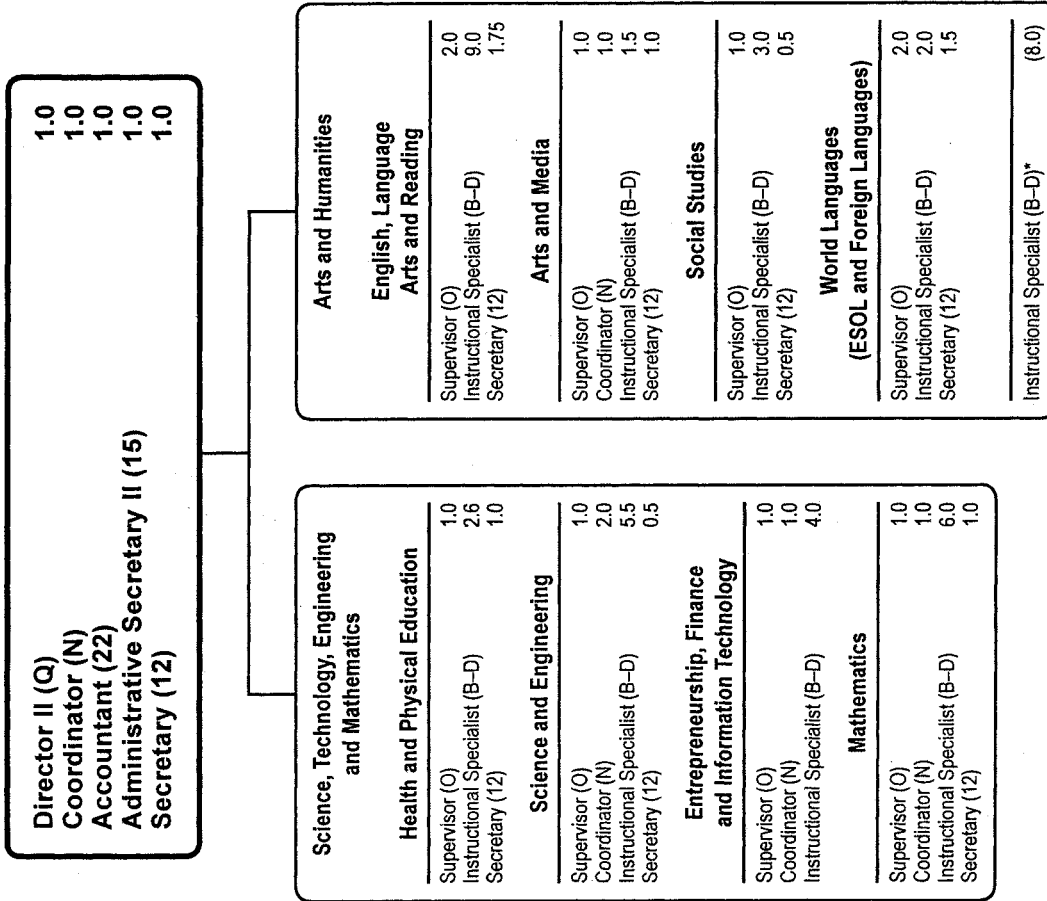 Director II (Q) 1.0
Coordinator (N) 1.0
Accountant (22) 1.0
Administrative Secretary II (15) 1.0
Secretary (12) 1.0
Science, Technology, Engineering
and Mathematics
Health and Physical Education
Supervisor (O) 1.0
Instructional Specialist (B–D) 2.6
Secretary (12) 1.0
Science and Engineering
Supervisor (O) 1.0
Coordinator (N) 2.0
Instructional Specialist (B–D) 5.5
Secretary (12) 0.5
Entrepreneurship, Finance
and Information Technology
Supervisor (O) 1.0
Coordinator (N) 1.0
Instructional Specialist (B–D) 4.0
Mathematics
Supervisor (O) 1.0
Coordinator (N) 1.0
Instructional Specialist (B–D) 6.0
Secretary (12) 1.0
Arts and Humanities
English, Language
Arts and Reading
Supervisor (O) 2.0
Instructional Specialist (B–D) 9.0
Secretary (12) 1.75
Arts and Media
Supervisor (O) 1.0
Coordinator (N) 1.0
Instructional Specialist (B–D) 1.5
Secretary (12) 1.0
Social Studies
Supervisor (O) 1.0
Instructional Specialist (B–D) 3.0
Secretary (12) 0.5
World Languages
(ESOL and Foreign Languages)
Supervisor (O) 2.0
Instructional Specialist (B–D) 2.0
Secretary (12) 1.5
Instructional Specialist (B–D)* (8.0)